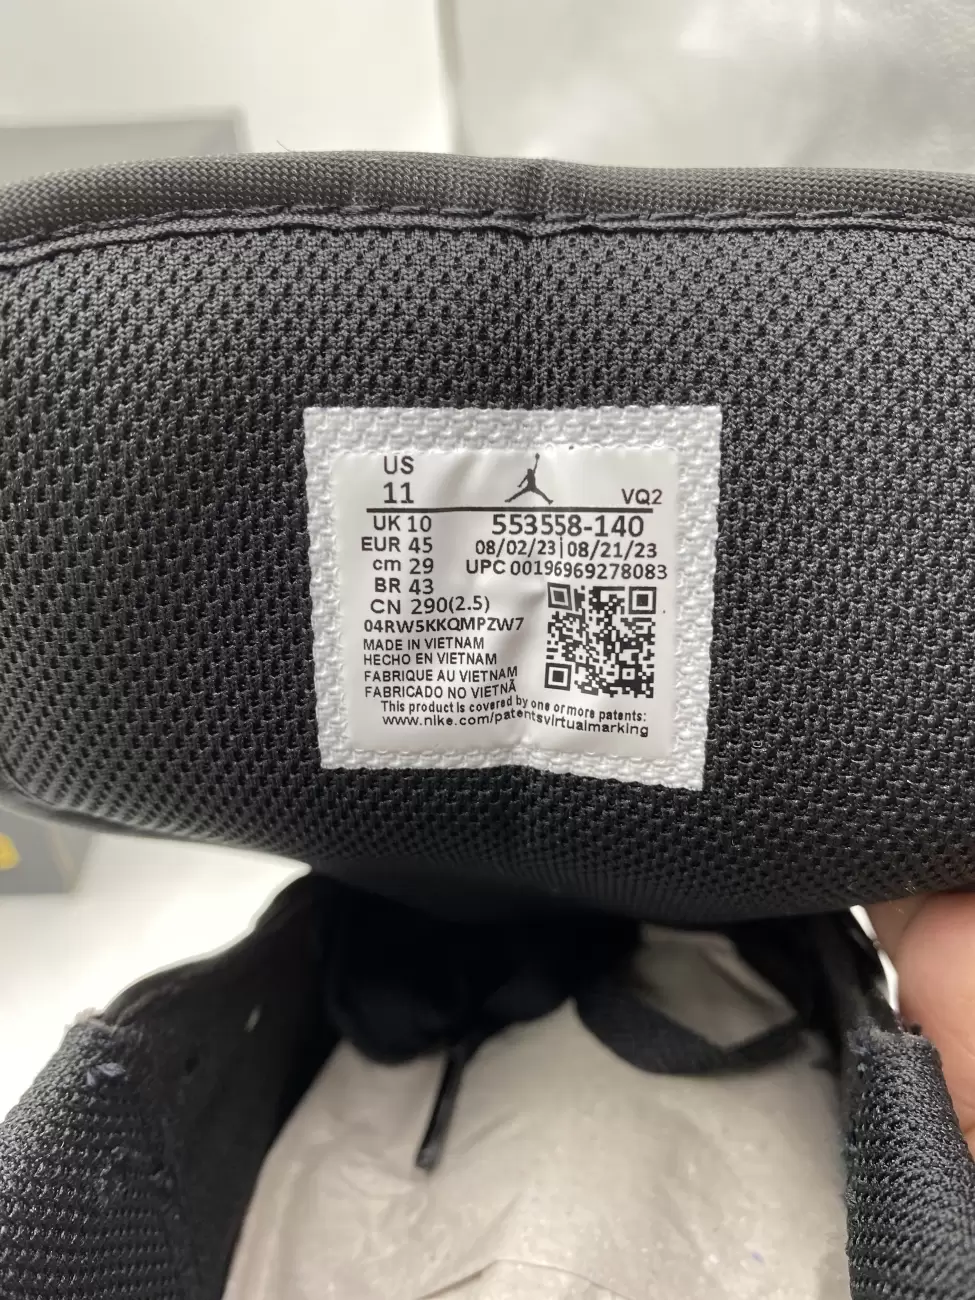 US
11
VQ2
UK 10
553558-140
EUR 45
08/02/23|08/21/23
cm 29
UPC 00196969278083
BR 43
CN 290(2.5)
04RW5KKQMPZW7
MADE IN VIETNAM
HECHO EN VIETNAM
FABRIQUE AU VIETNAM
FABRICADO NO VIETNÃ
This product is covered by one or more patents:
www.nike.com/patentsvirtualmarking